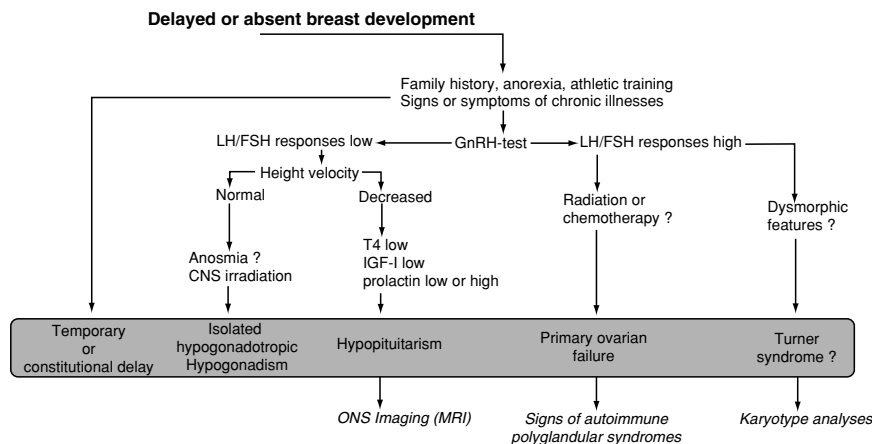 Delayed or absent breast development
Family history, anorexia, athletic training
Signs or symptoms of chronic illnesses
LH/FSH responses low
GnRH-test
LH/FSH responses high
Height velocity
Normal
Decreased
Radiation or
chemotherapy ?
Dysmorphic
features ?
Anosmia ?
CNS irradiation
T4 low
IGF-I low
prolactin low or high
Temporary
or
constitutional delay
Isolated
hypogonadotropic
Hypogonadism
Hypopituitarism
Primary ovarian
failure
Turner
syndrome ?
ONS Imaging (MRI)
Signs of autoimmune
polyglandular syndromes
Karyotype analyses